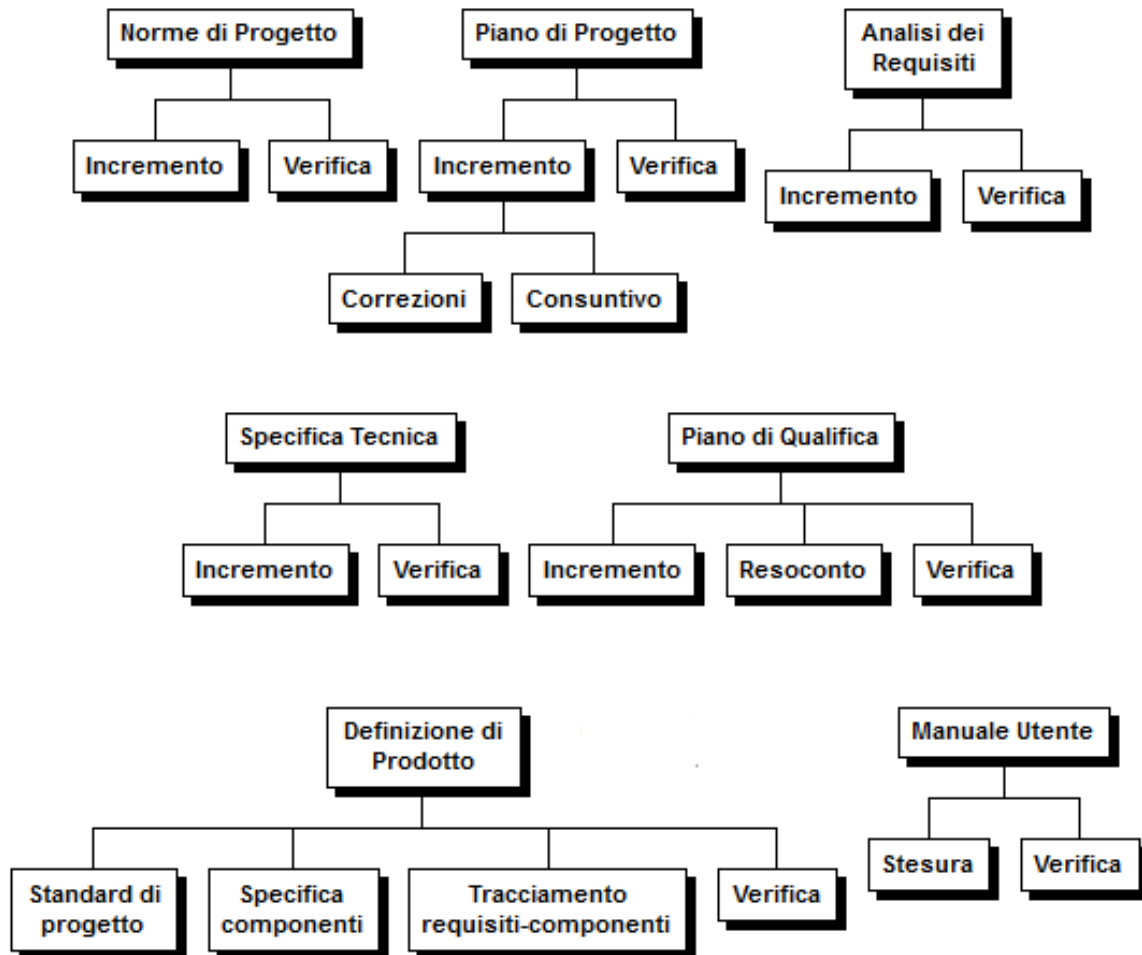 Norme di Progetto
Piano di Progetto
Analisi dei
Requisiti
Incremento
Verifica
Incremento
Verifica
Incremento
Verifica
Correzioni
Consuntivo
Specifica Tecnica
Piano di Qualifica
Incremento
Verifica
Incremento
Resoconto
Verifica
Definizione di
Prodotto
Manuale Utente
Stesura
Verifica
Standard di
progetto
Specifica
componenti
Tracciamento
requisiti-componenti
Verifica